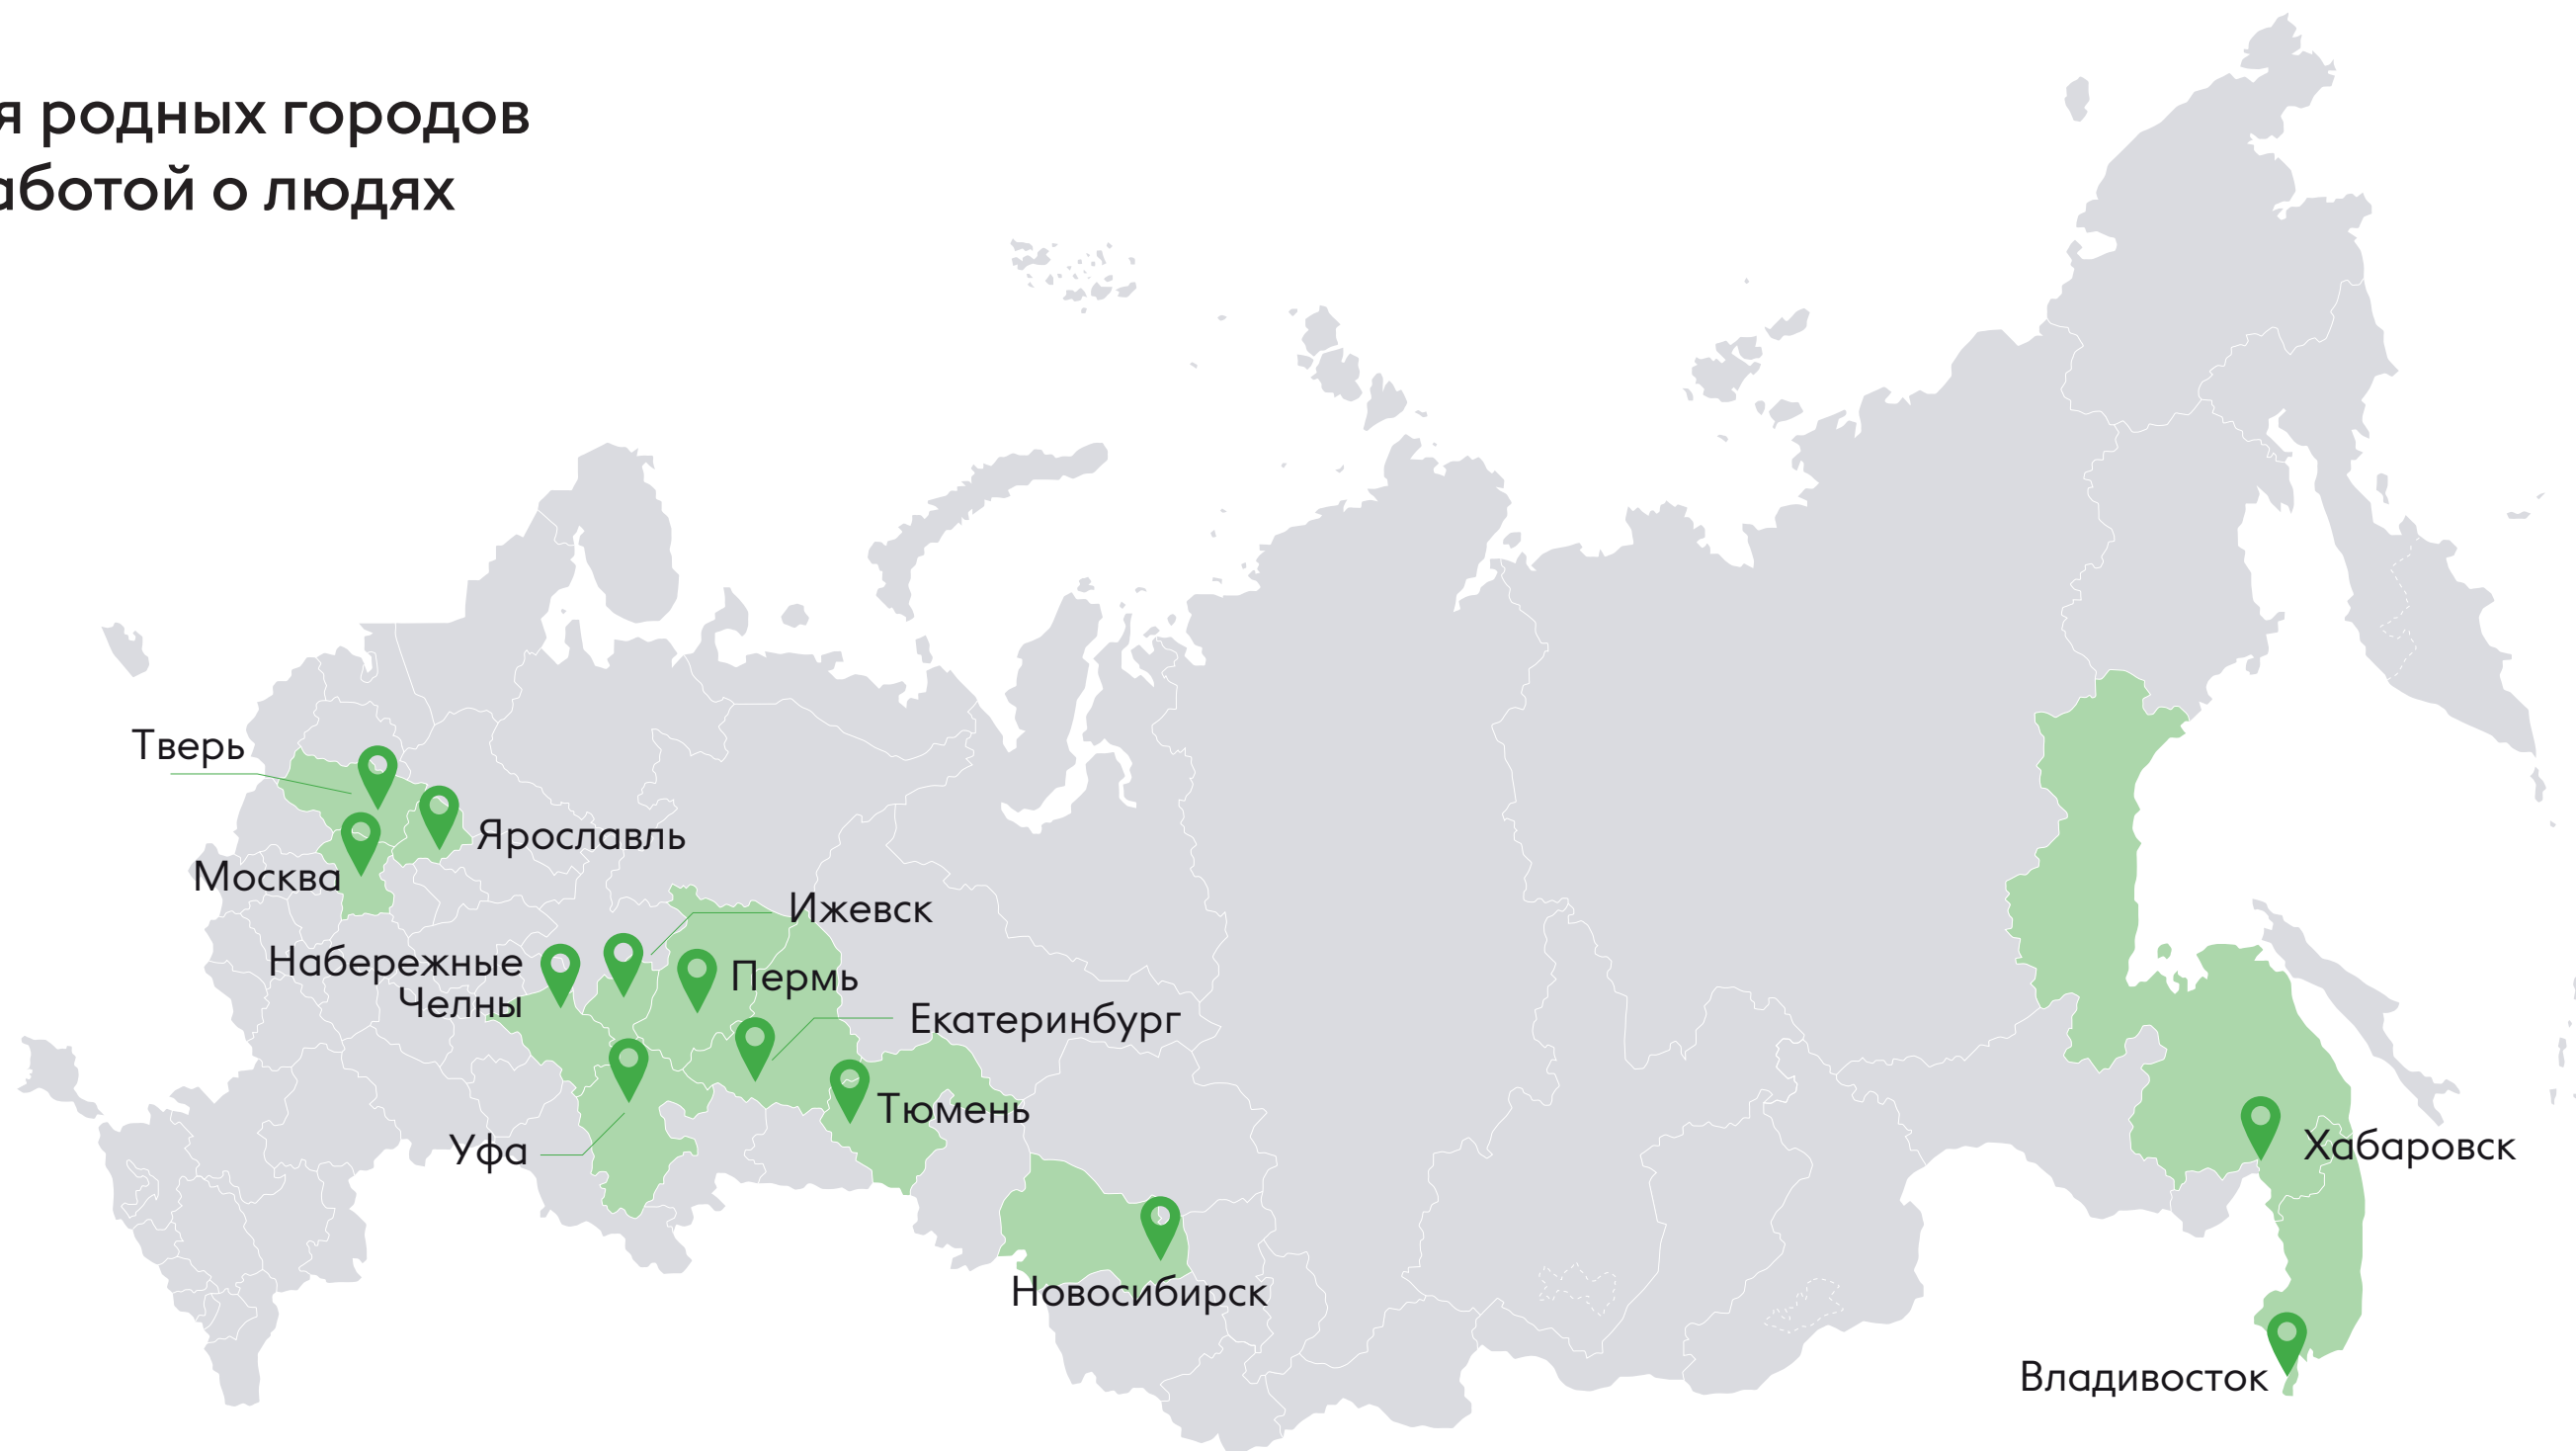 я родных городов
аботой о людях
Тверь
Ярославль
Москва
Ижевск
Набережные
Челны
Пермь
Екатеринбург
Тюмень
Уфа
Хабаровск
Новосибирск
Владивосток